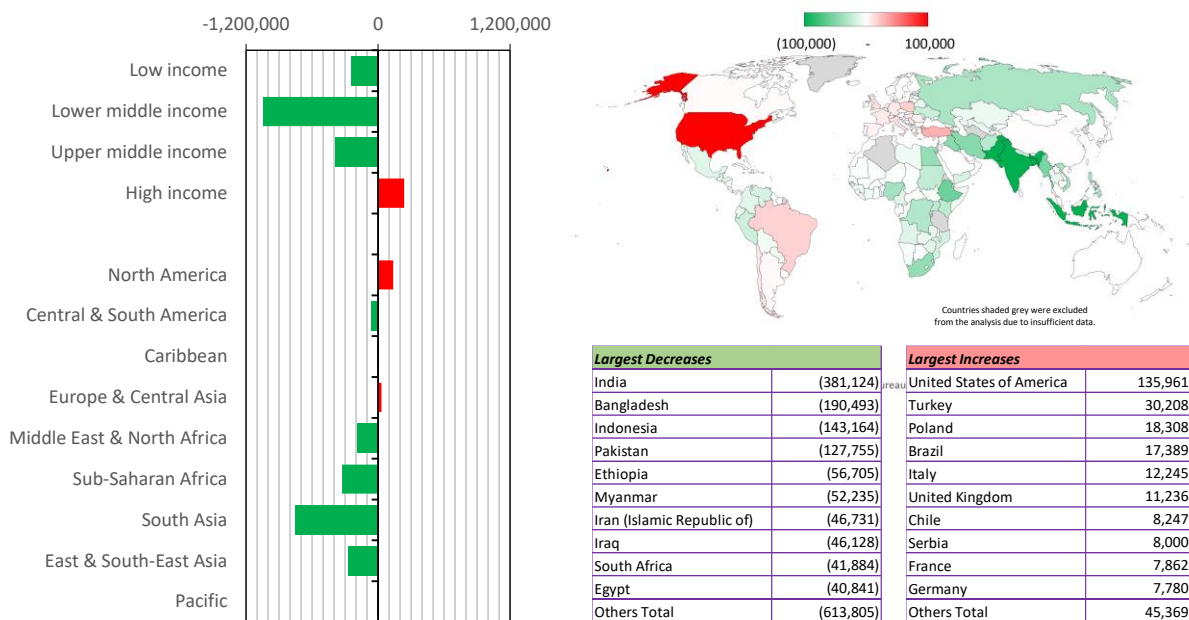 -1,200,000 0 1,200,000
Low income
Lower middle income
Upper middle income
High income
North America
Central & South America
Caribbean
Europe & Central Asia
Middle East & North Africa
Sub-Saharan Africa
South Asia
East & South-East Asia
Pacific
(100,000) - 100,000
Countries shaded grey were excluded
from the analysis due to insufficient data.
Largest Decreases
India (381,124)
Bangladesh (190,493)
Indonesia (143,164)
Pakistan (127,755)
Ethiopia (56,705)
Myanmar (52,235)
Iran (Islamic Republic of) (46,731)
Iraq (46,128)
South Africa (41,884)
Egypt (40,841)
Others Total (613,805)
ureau
Largest Increases
United States of America 135,961
Turkey 30,208
Poland 18,308
Brazil 17,389
Italy 12,245
United Kingdom 11,236
Chile 8,247
Serbia 8,000
France 7,862
Germany 7,780
Others Total 45,369